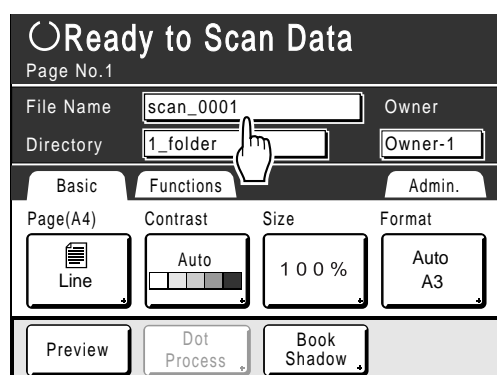 Ready to Scan Data
Page No.1
File Name scan_0001 Owner
Directory 1_folder Owner-1
Basic Functions Admin.
Page(A4) Contrast Size Format
Line Auto 100% Auto
A3
Preview Dot Process Book Shadow